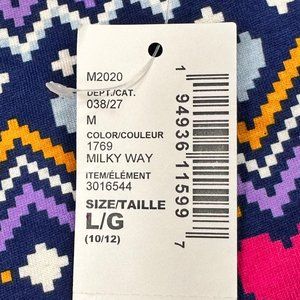 M2020
DEPT./CAT.
038/27
M
COLOR/COULEUR
1769
MILKY WAY
ITEM/ÉLÉMENT
3016544
SIZE/TAILLE
L/G
(10/12)
1 94936 11599 7